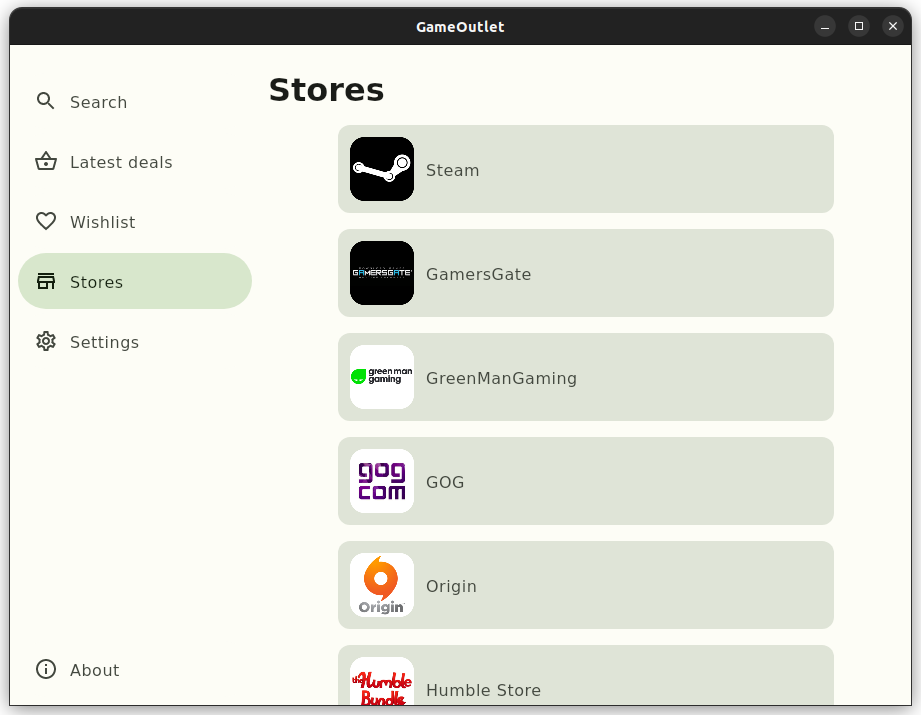 GameOutlet
Search
Latest deals
Wishlist
Stores
Settings
About
Stores
Steam
GAMERSGATE
GamersGate
green man
gaming
GreenManGaming
gog
com
GOG
Origin
Origin
the Humble
Bundle
Humble Store